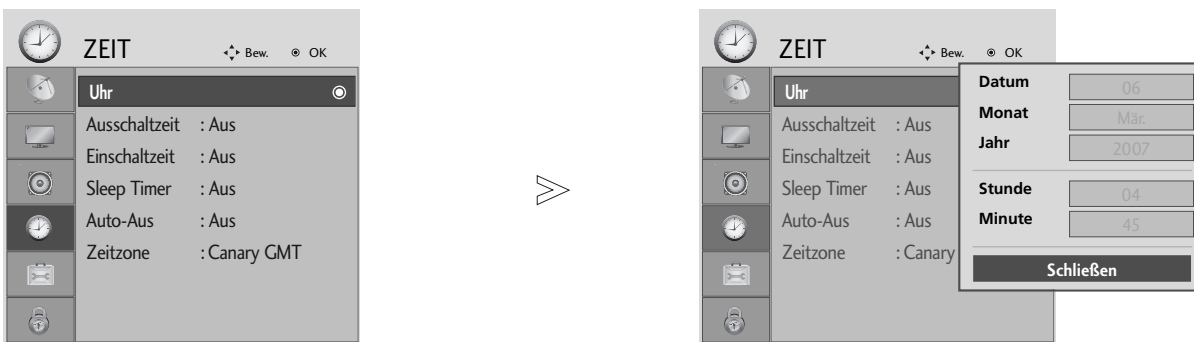 ZEIT
Bew. OK
Uhr
Ausschaltzeit : Aus
Einschaltzeit : Aus
Sleep Timer : Aus
Auto-Aus : Aus
Zeitzone : Canary GMT
ZEIT
Bew. OK
Uhr
Ausschaltzeit : Aus
Einschaltzeit : Aus
Sleep Timer : Aus
Auto-Aus : Aus
Zeitzone : Canary
Datum 06
Monat Mär.
Jahr 2007
Stunde 04
Minute 45
Schließen